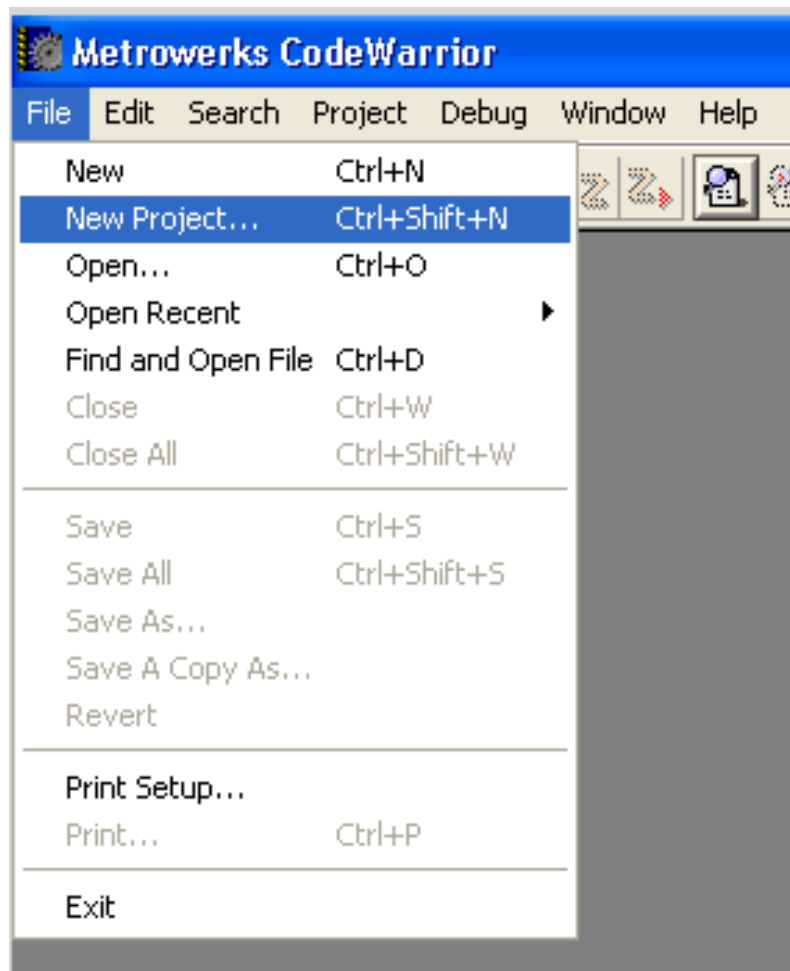 Metrowerks CodeWarrior
File Edit Search Project Debug Window Help
New Ctrl+N
New Project... Ctrl+Shift+N
Open... Ctrl+O
Open Recent
Find and Open File Ctrl+D
Close Ctrl+W
Close All Ctrl+Shift+W
Save Ctrl+S
Save All Ctrl+Shift+S
Save As...
Save A Copy As...
Revert
Print Setup...
Print... Ctrl+P
Exit